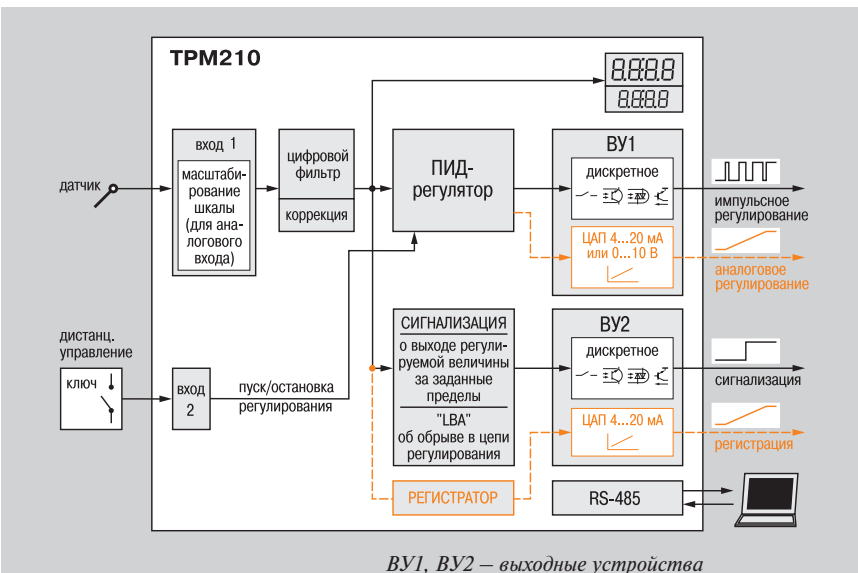 ТРМ210
8.8.8.8
8.8.8.8
датчик
вход 1
масштаби-
рование
шкалы
(для ана-
логового
входа)
цифровой
фильтр
коррекция
ПИД-
регулятор
ВУ1
дискретное
ЦАП 4...20 мА
или 0...10 В
импульсное
регулирование
аналоговое
регулирование
дистанц.
управление
ключ
вход
2
пуск/остановка
регулирования
СИГНАЛИЗАЦИЯ
о выходе регули-
руемой величины
за заданные
пределы
"LBA"
об обрыве в цепи
регулирования
РЕГИСТРАТОР
ВУ2
дискретное
ЦАП 4...20 мА
сигнализация
регистрация
RS-485
ВУ1, ВУ2 – выходные устройства